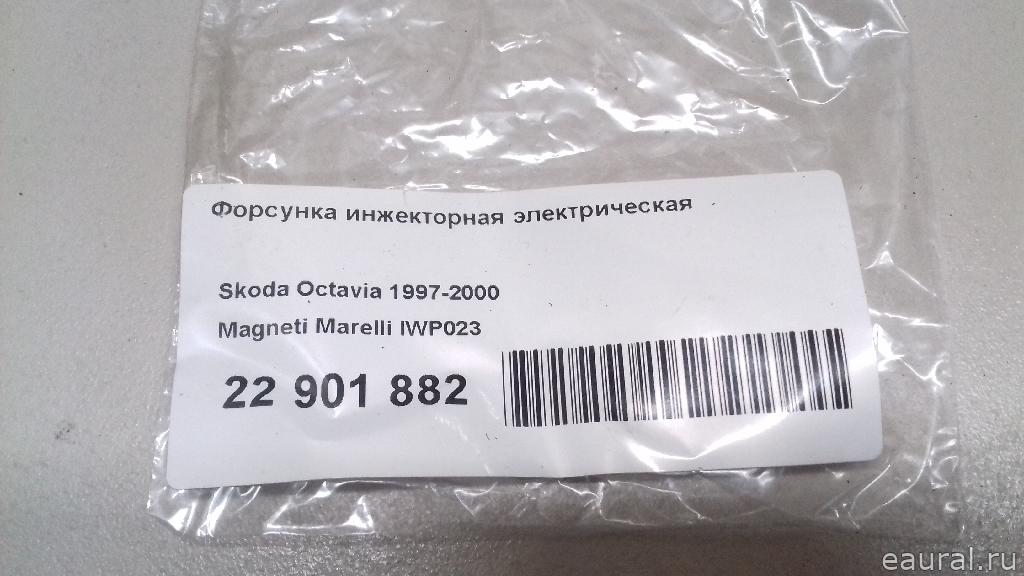 Форсунка инжекторная электрическая
Skoda Octavia 1997-2000
Magneti Marelli IWP023
22 901 882
eaural.ru